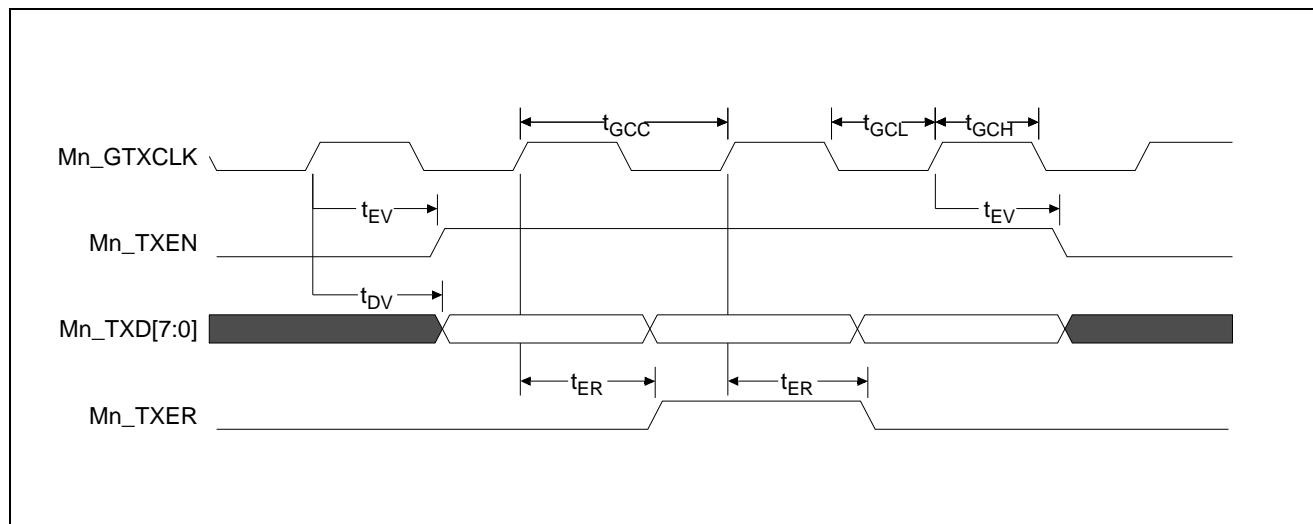 tGCC
tGCL
tGCH
Mn_GTXCLK
tEV
tEV
Mn_TXEN
tDV
Mn_TXD[7:0]
tER
tER
Mn_TXER